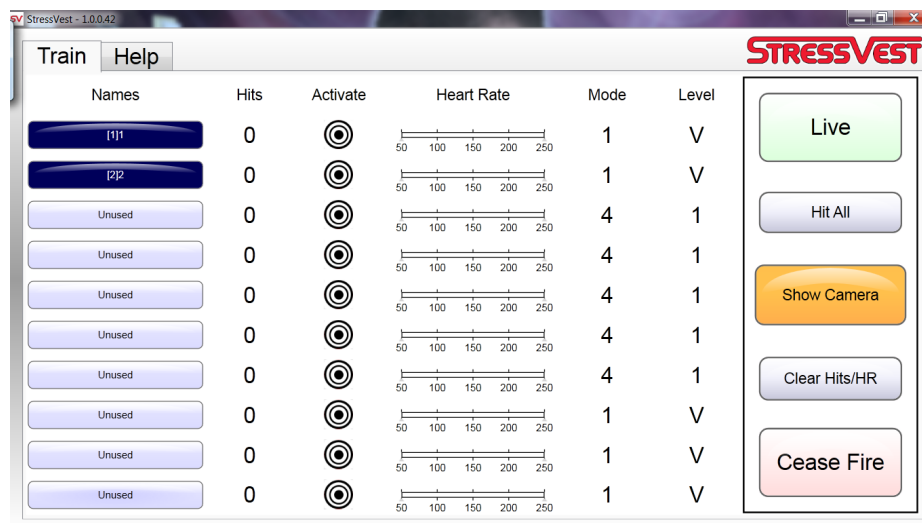 StressVest - 1.0.0.42
Train Help STRESSVEST
Names Hits Activate Heart Rate Mode Level
[1]1 0 50 100 150 200 250 1 V
[2]2 0 50 100 150 200 250 1 V
Unused 0 50 100 150 200 250 4 1
Unused 0 50 100 150 200 250 4 1
Unused 0 50 100 150 200 250 4 1
Unused 0 50 100 150 200 250 4 1
Unused 0 50 100 150 200 250 4 1
Unused 0 50 100 150 200 250 1 V
Unused 0 50 100 150 200 250 1 V
Unused 0 50 100 150 200 250 1 V
Live
Hit All
Show Camera
Clear Hits/HR
Cease Fire